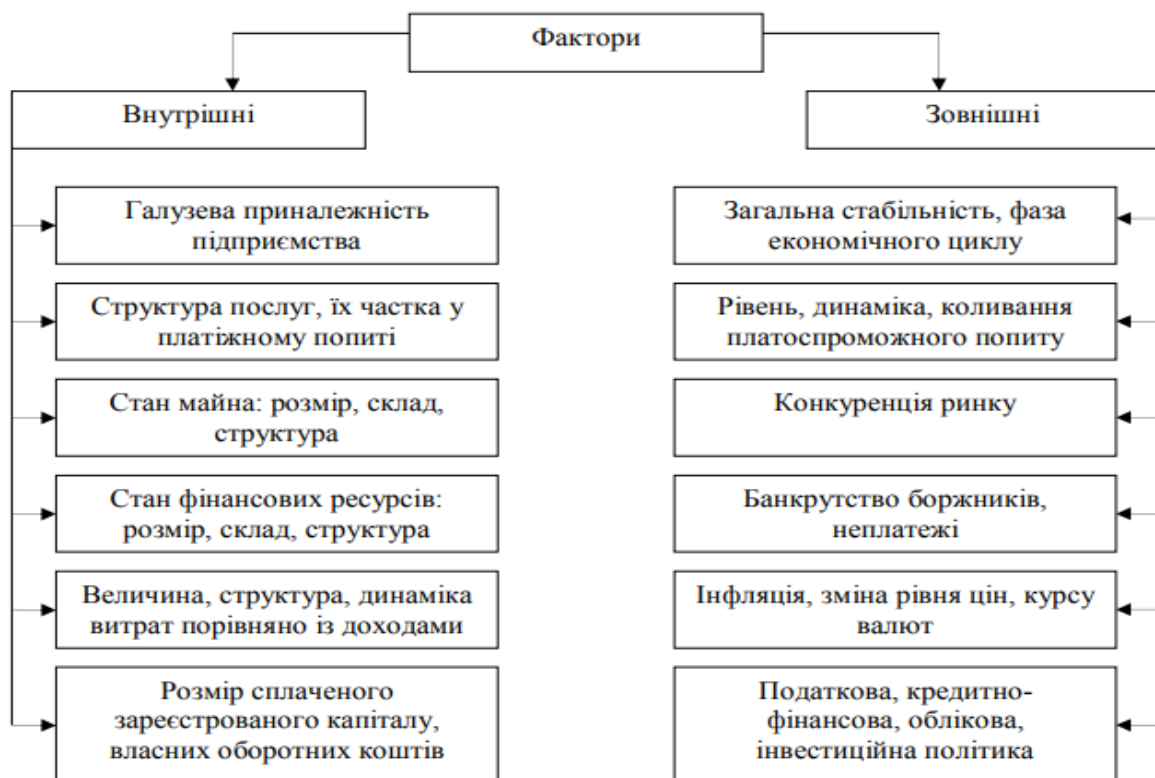 Фактори
Внутрішні
Зовнішні
Галузева приналежність
підприємства
Структура послуг, їх частка у
платіжному попиті
Стан майна: розмір, склад,
структура
Стан фінансових ресурсів:
розмір, склад, структура
Величина, структура, динаміка
витрат порівняно із доходами
Розмір сплаченого
зареєстрованого капіталу,
власних оборотних коштів
Загальна стабільність, фаза
економічного циклу
Рівень, динаміка, коливання
платоспроможного попиту
Конкуренція ринку
Банкрутство боржників,
неплатежі
Інфляція, зміна рівня цін, курсу
валют
Податкова, кредитно-
фінансова, облікова,
інвестиційна політика